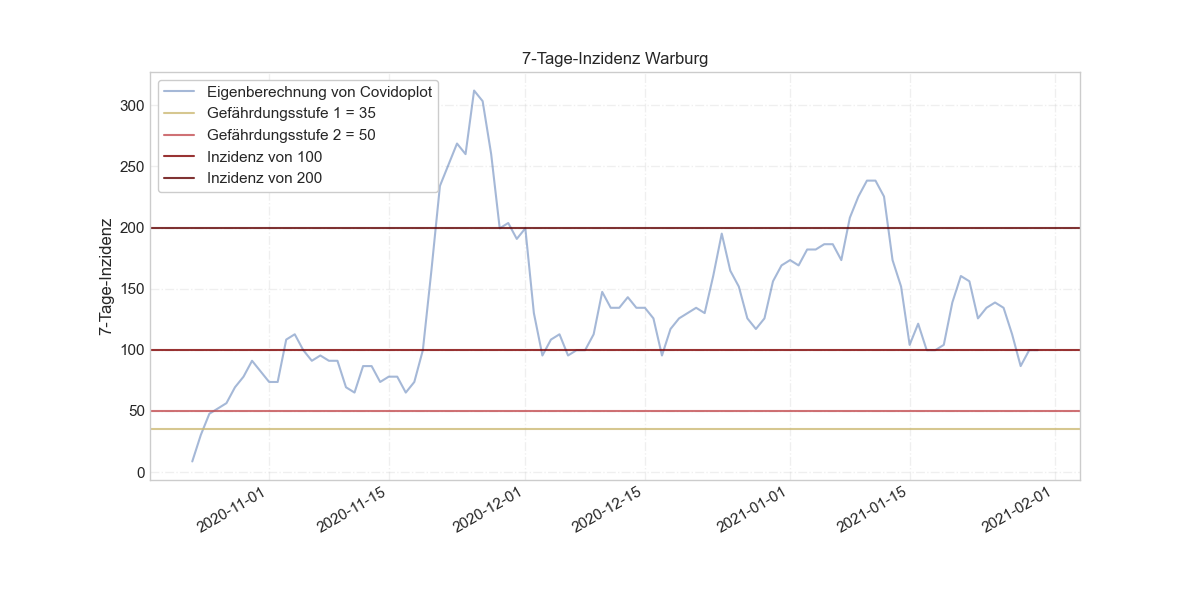 7-Tage-Inzidenz Warburg
Eigenberechnung von Covidoplot
Gefährdungsstufe 1 = 35
Gefährdungsstufe 2 = 50
Inzidenz von 100
Inzidenz von 200
7-Tage-Inzidenz
300
250
200
150
100
50
0
2020-11-01
2020-11-15
2020-12-01
2020-12-15
2021-01-01
2021-01-15
2021-02-01